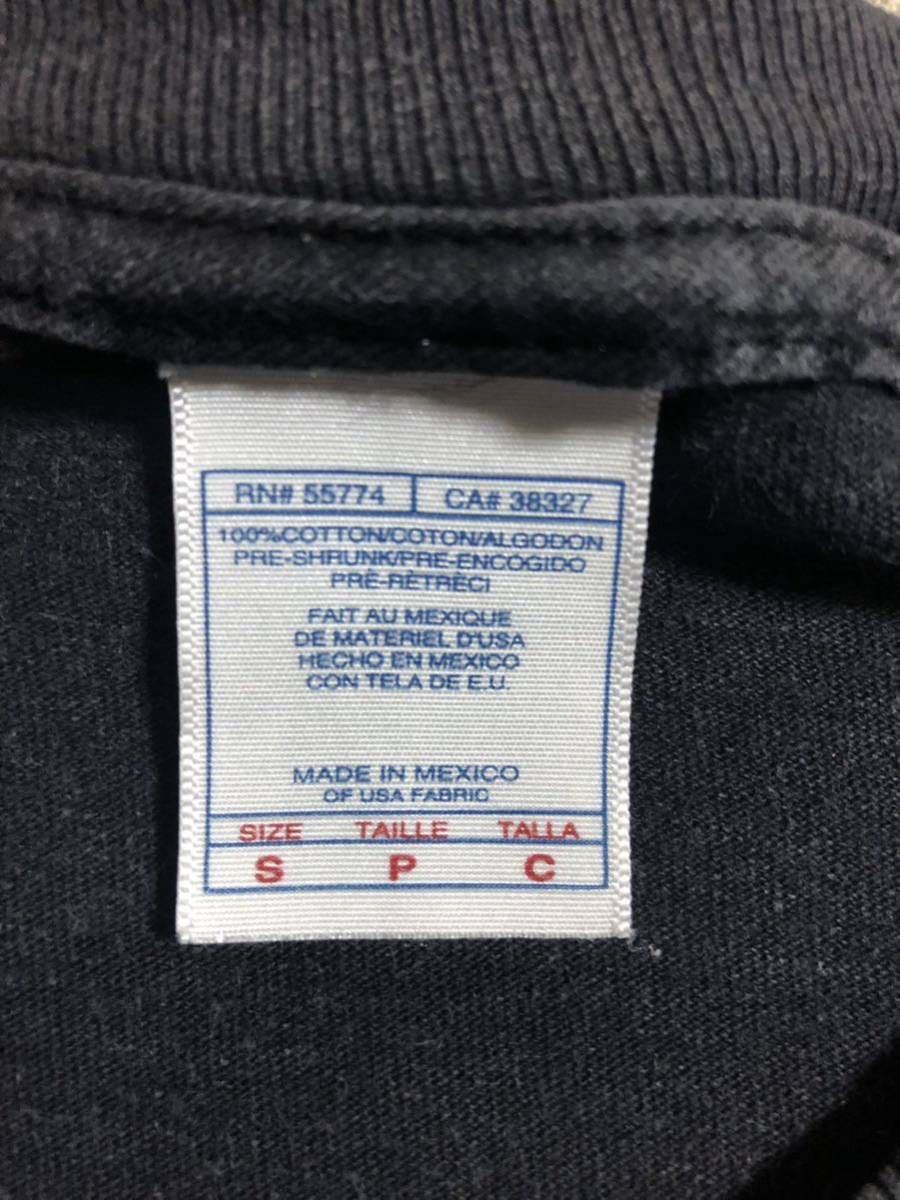 RN# 55774 CA# 38327
100%COTTON/COTON/ALGODON
PRE-SHRUNK/PRE-ENCOGIDO
PRÉ-RÉTRÉCI
FAIT AU MEXIQUE
DE MATERIEL D'USA
HECHO EN MEXICO
CON TELA DE E.U.
MADE IN MEXICO
OF USA FABRIC
SIZE TAILLE TALLA
S P C